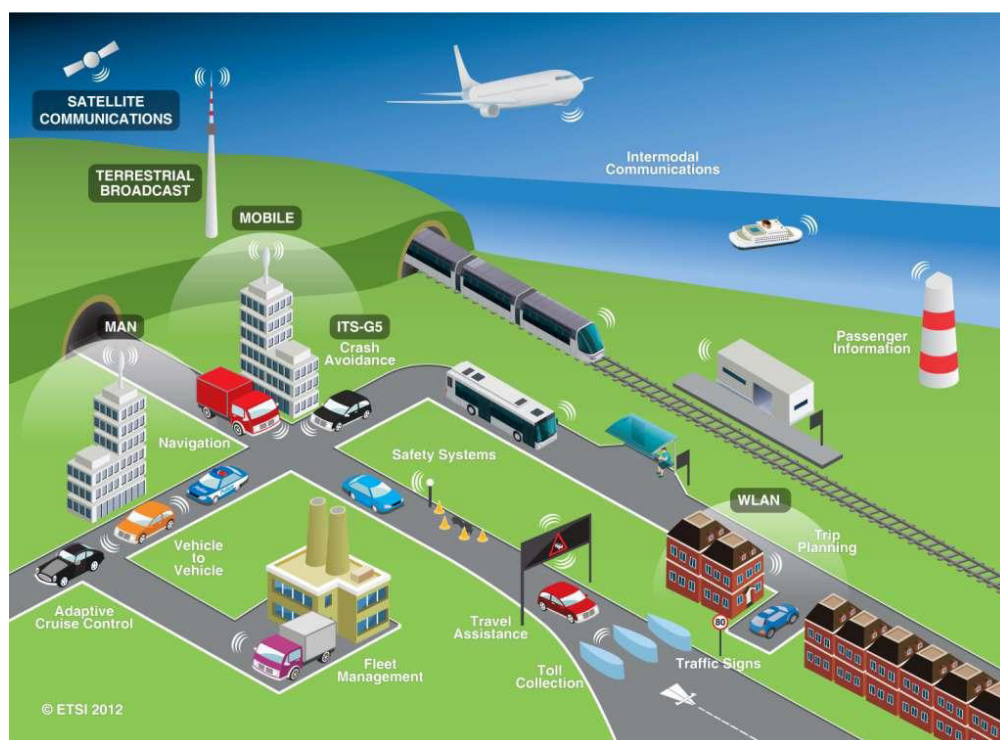 SATELLITE
COMMUNICATIONS
TERRESTRIAL
BROADCAST
Intermodal
Communications
MOBILE
MAN
ITS-G5
Crash
Avoidance
Passenger
Information
Navigation
Safety Systems
WLAN
Trip
Planning
Vehicle
to
Vehicle
Adaptive
Cruise Control
Travel
Assistance
80
Fleet
Management
Toll
Collection
Traffic Signs
© ETSI 2012